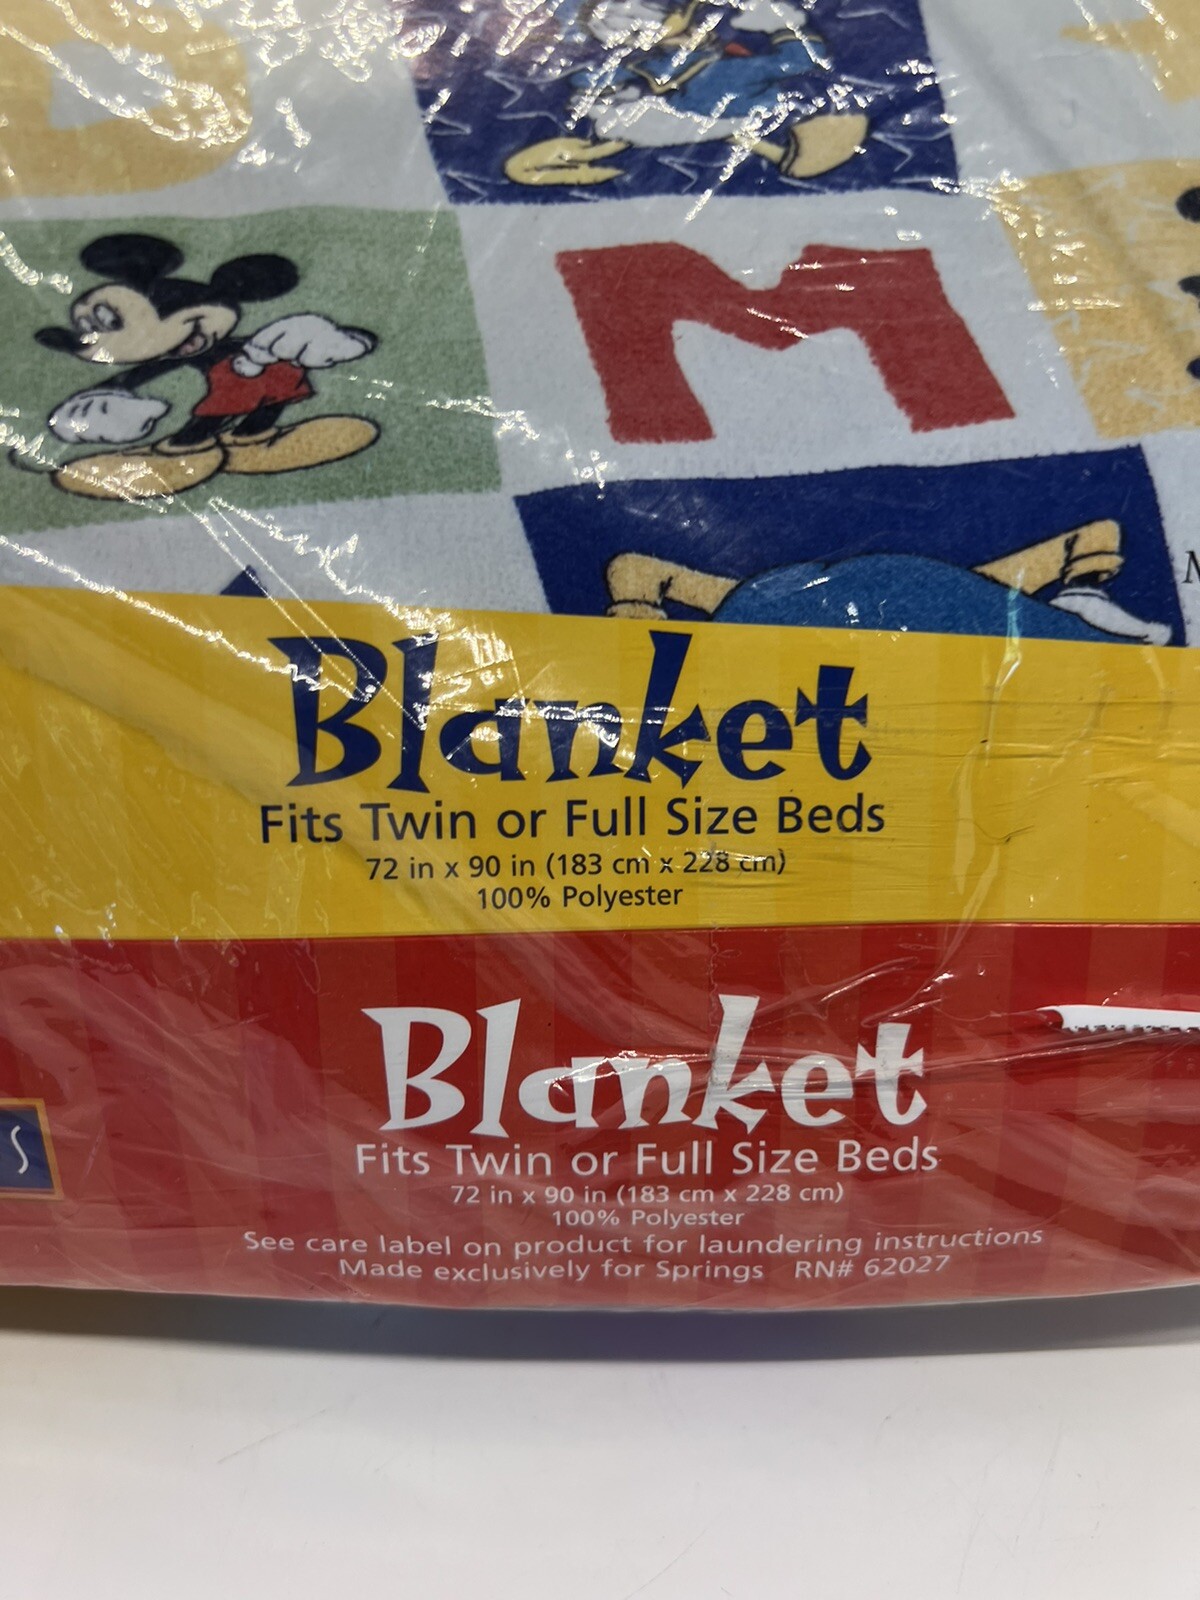 M
Blanket
Fits Twin or Full Size Beds
72 in x 90 in (183 cm x 228 cm)
100% Polyester
Blanket
Fits Twin or Full Size Beds
72 in x 90 in (183 cm x 228 cm)
100% Polyester
See care label on product for laundering instructions
Made exclusively for Springs RN# 62027